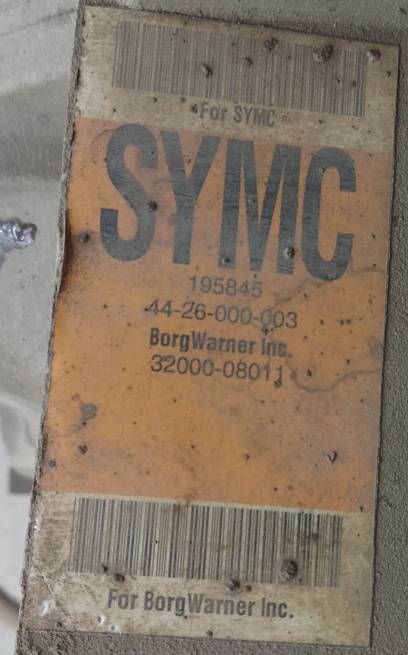 For SYMC
SYMC
195845
44-26-000-003
BorgWarner Inc.
32000-08011
For BorgWarner Inc.